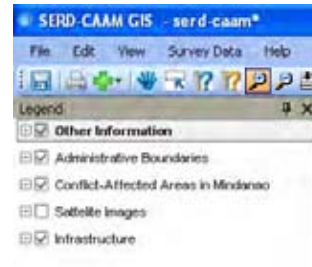 SERD-CAAM GIS - serd-caam*
File Edit View Survey Data Help
Legend
Other Information
Administrative Boundaries
Conflict-Affected Areas in Mindanao
Sattelite Images
Infrastructure